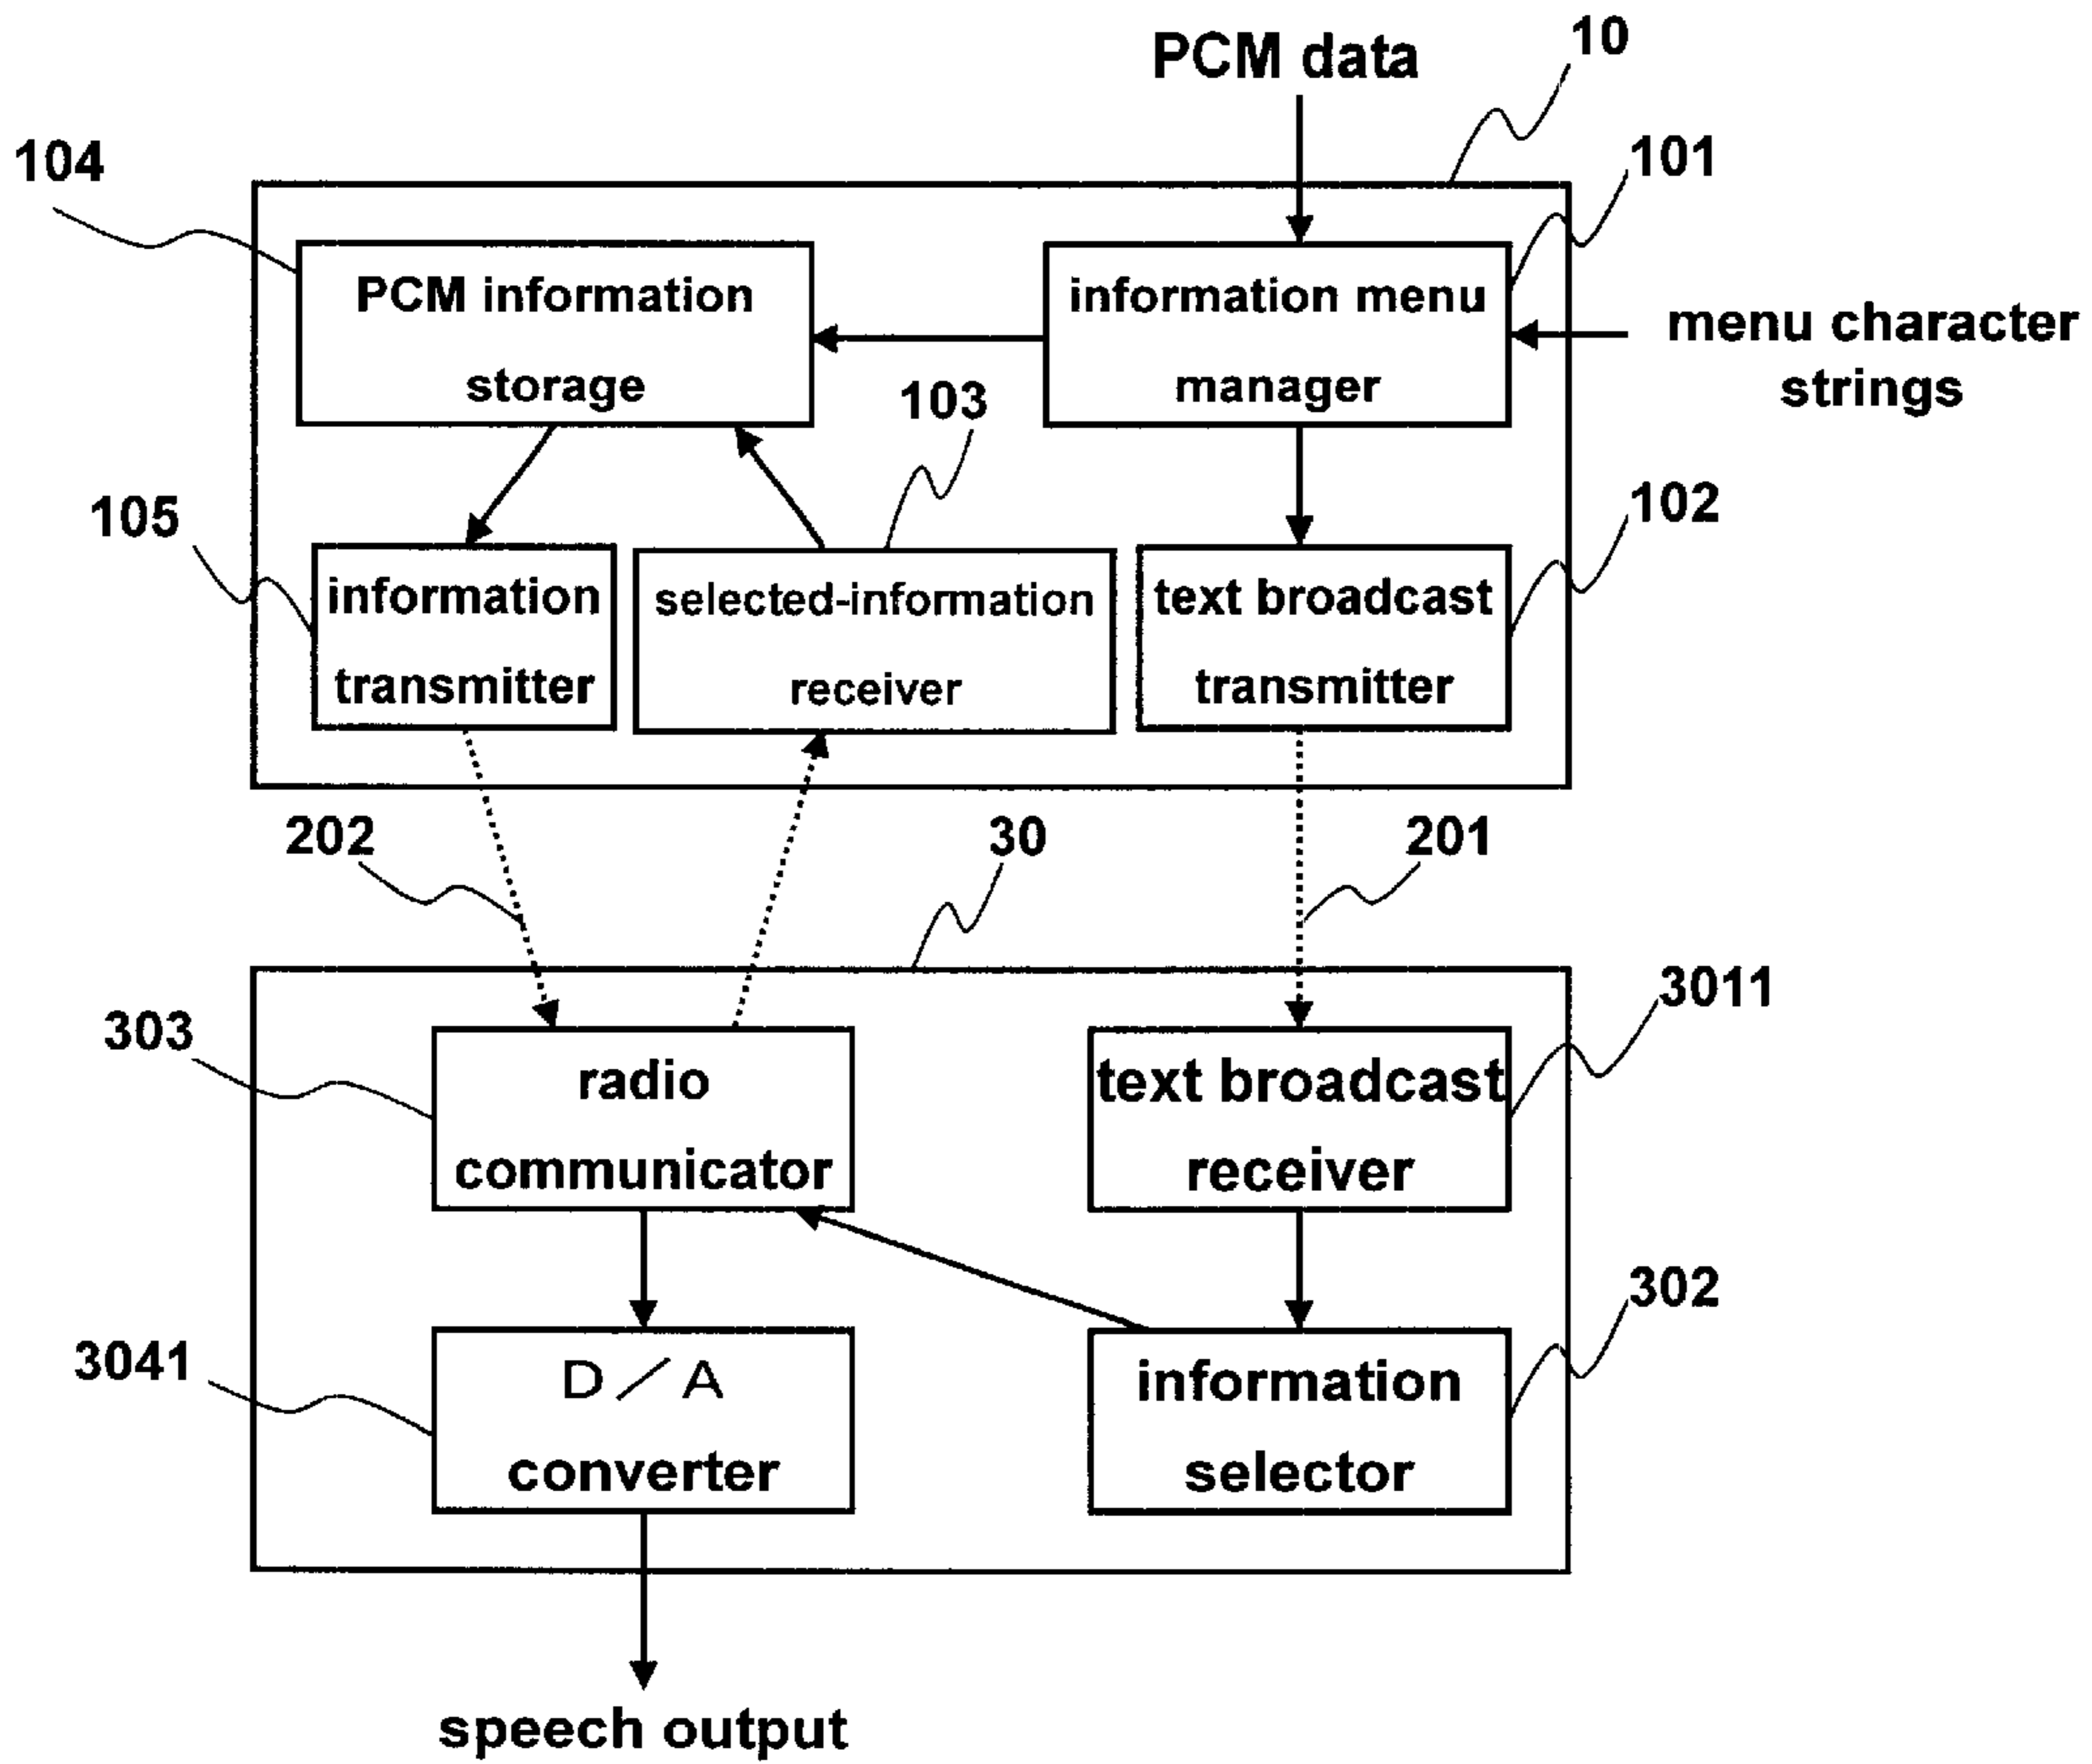 PCM data
10
104
101
PCM information
storage
information menu
manager
menu character
strings
103
105
102
information
transmitter
selected-information
receiver
text broadcast
transmitter
202
30
201
303
3011
radio
communicator
text broadcast
receiver
3041
302
D／A
converter
information
selector
speech output